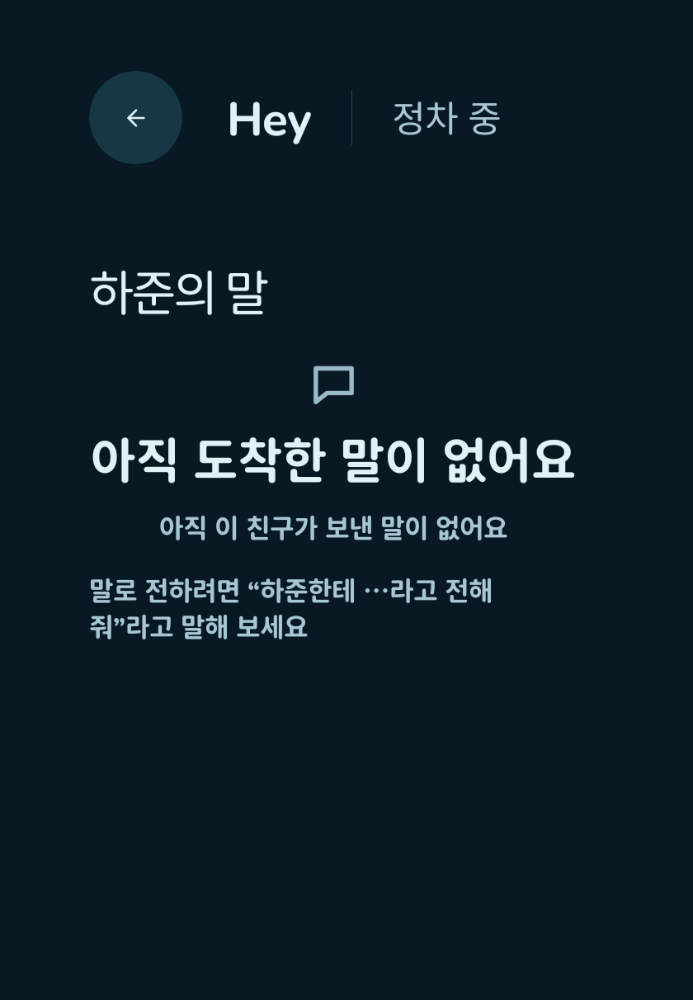 Hey
정차 중
하준의 말
아직 도착한 말이 없어요
아직 이 친구가 보낸 말이 없어요
말로 전하려면 “하준한테 …라고 전해
줘”라고 말해 보세요